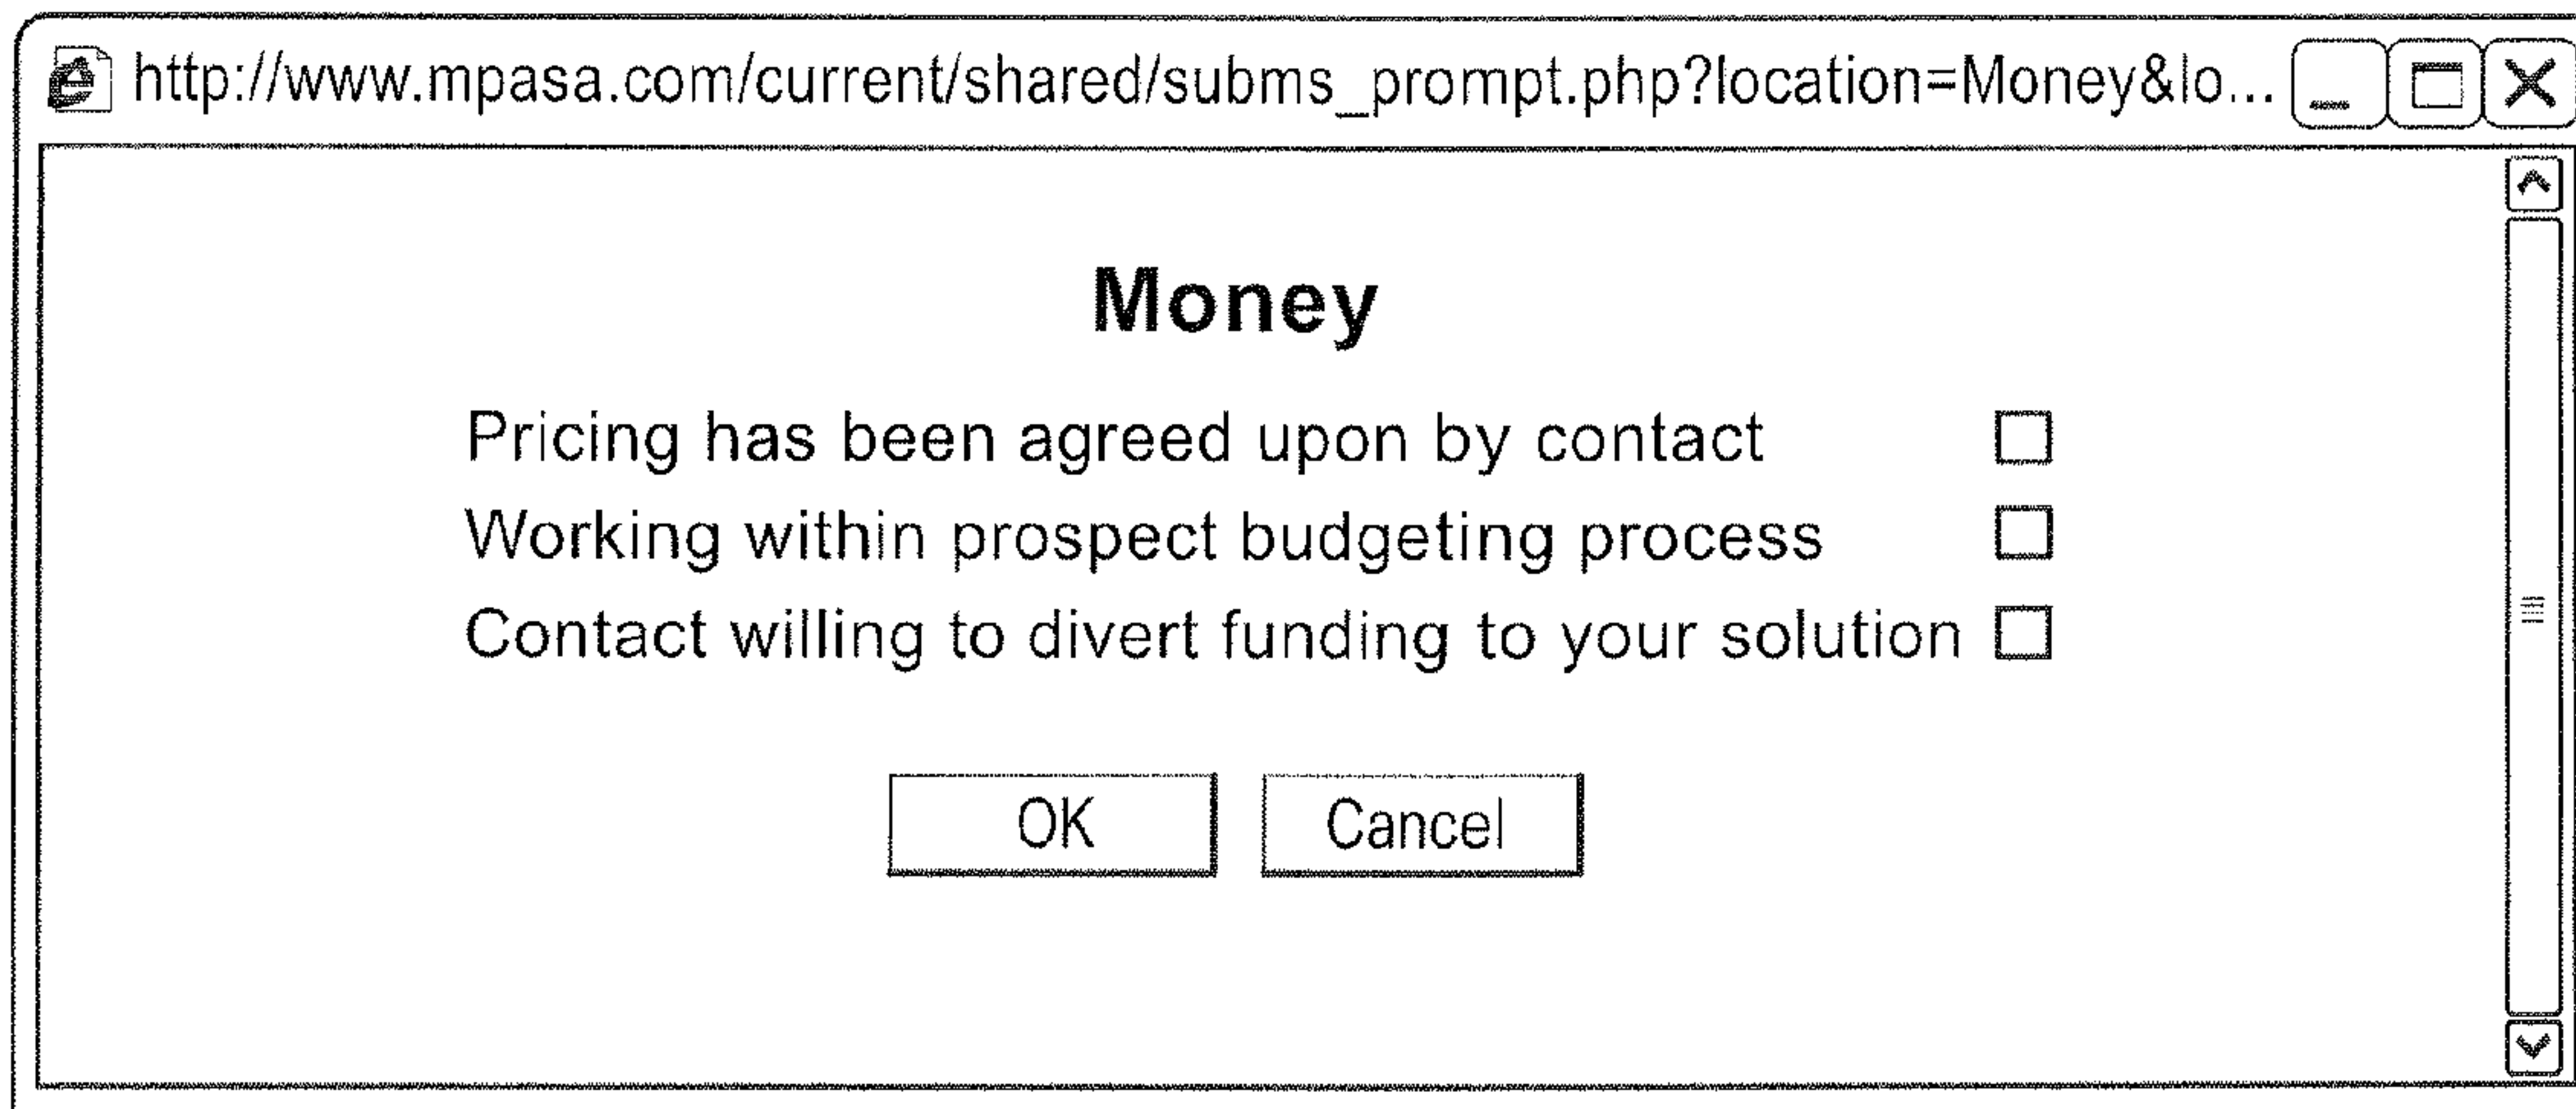 http://www.mpasa.com/current/shared/subms_prompt.php?location=Money&lo...
Money
Pricing has been agreed upon by contact
Working within prospect budgeting process
Contact willing to divert funding to your solution
OK Cancel